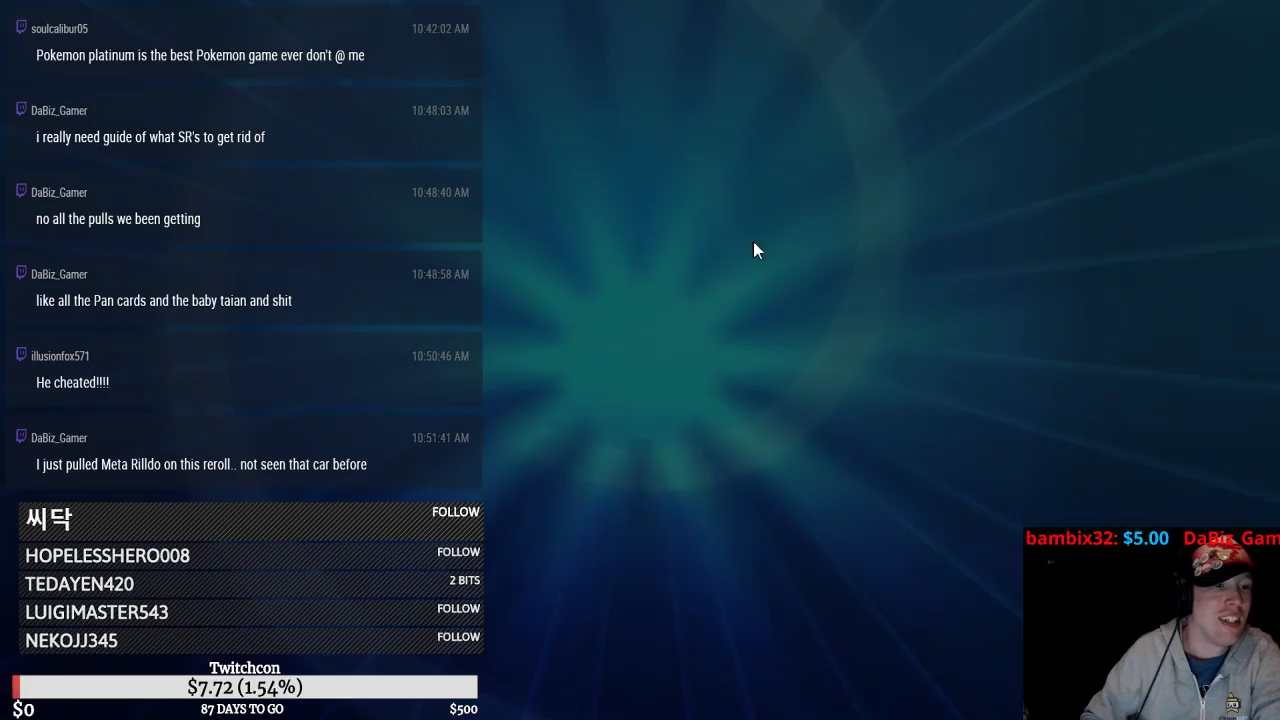 soulcalibur05 10:42:02 AM
Pokemon platinum is the best Pokemon game ever don't @ me
DaBiz_Gamer 10:48:03 AM
i really need guide of what SR's to get rid of
DaBiz_Gamer 10:48:40 AM
no all the pulls we been getting
DaBiz_Gamer 10:48:58 AM
like all the Pan cards and the baby taian and shit
illusionfox571 10:50:46 AM
He cheated!!!!
DaBiz_Gamer 10:51:41 AM
I just pulled Meta Rilldo on this reroll.. not seen that car before
씨닥 FOLLOW
HOPELESSHERO008 FOLLOW
TEDAYEN420 2 BITS
LUIGIMASTER543 FOLLOW
NEKOJJ345 FOLLOW
Twitchcon
$7.72 (1.54%)
$0 87 DAYS TO GO $500
bambix32: $5.00 DaBiz_Gam